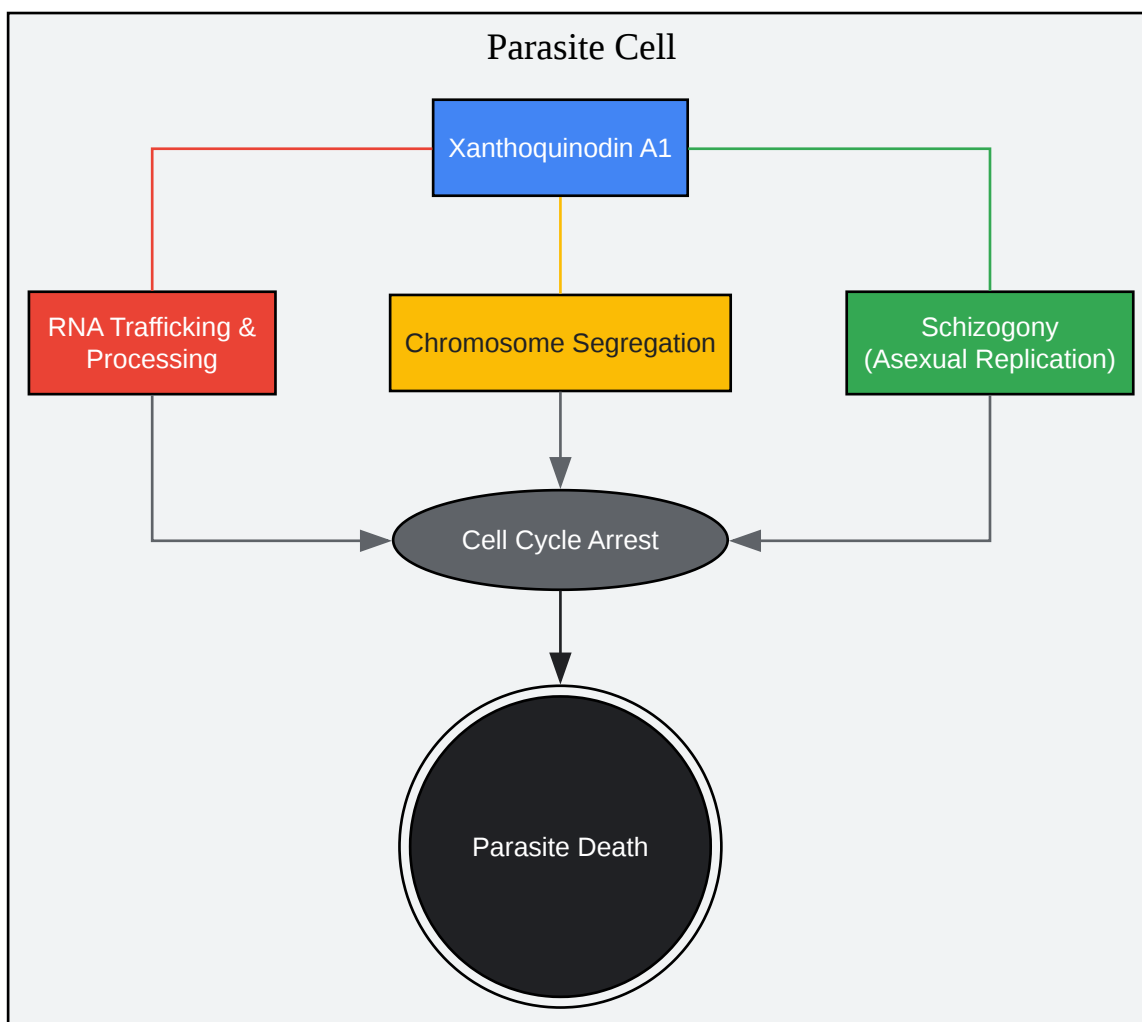 Parasite Cell
Xanthoquinodin A1
RNA Trafficking &
Processing
Chromosome Segregation
Schizogony
(Asexual Replication)
Cell Cycle Arrest
Parasite Death